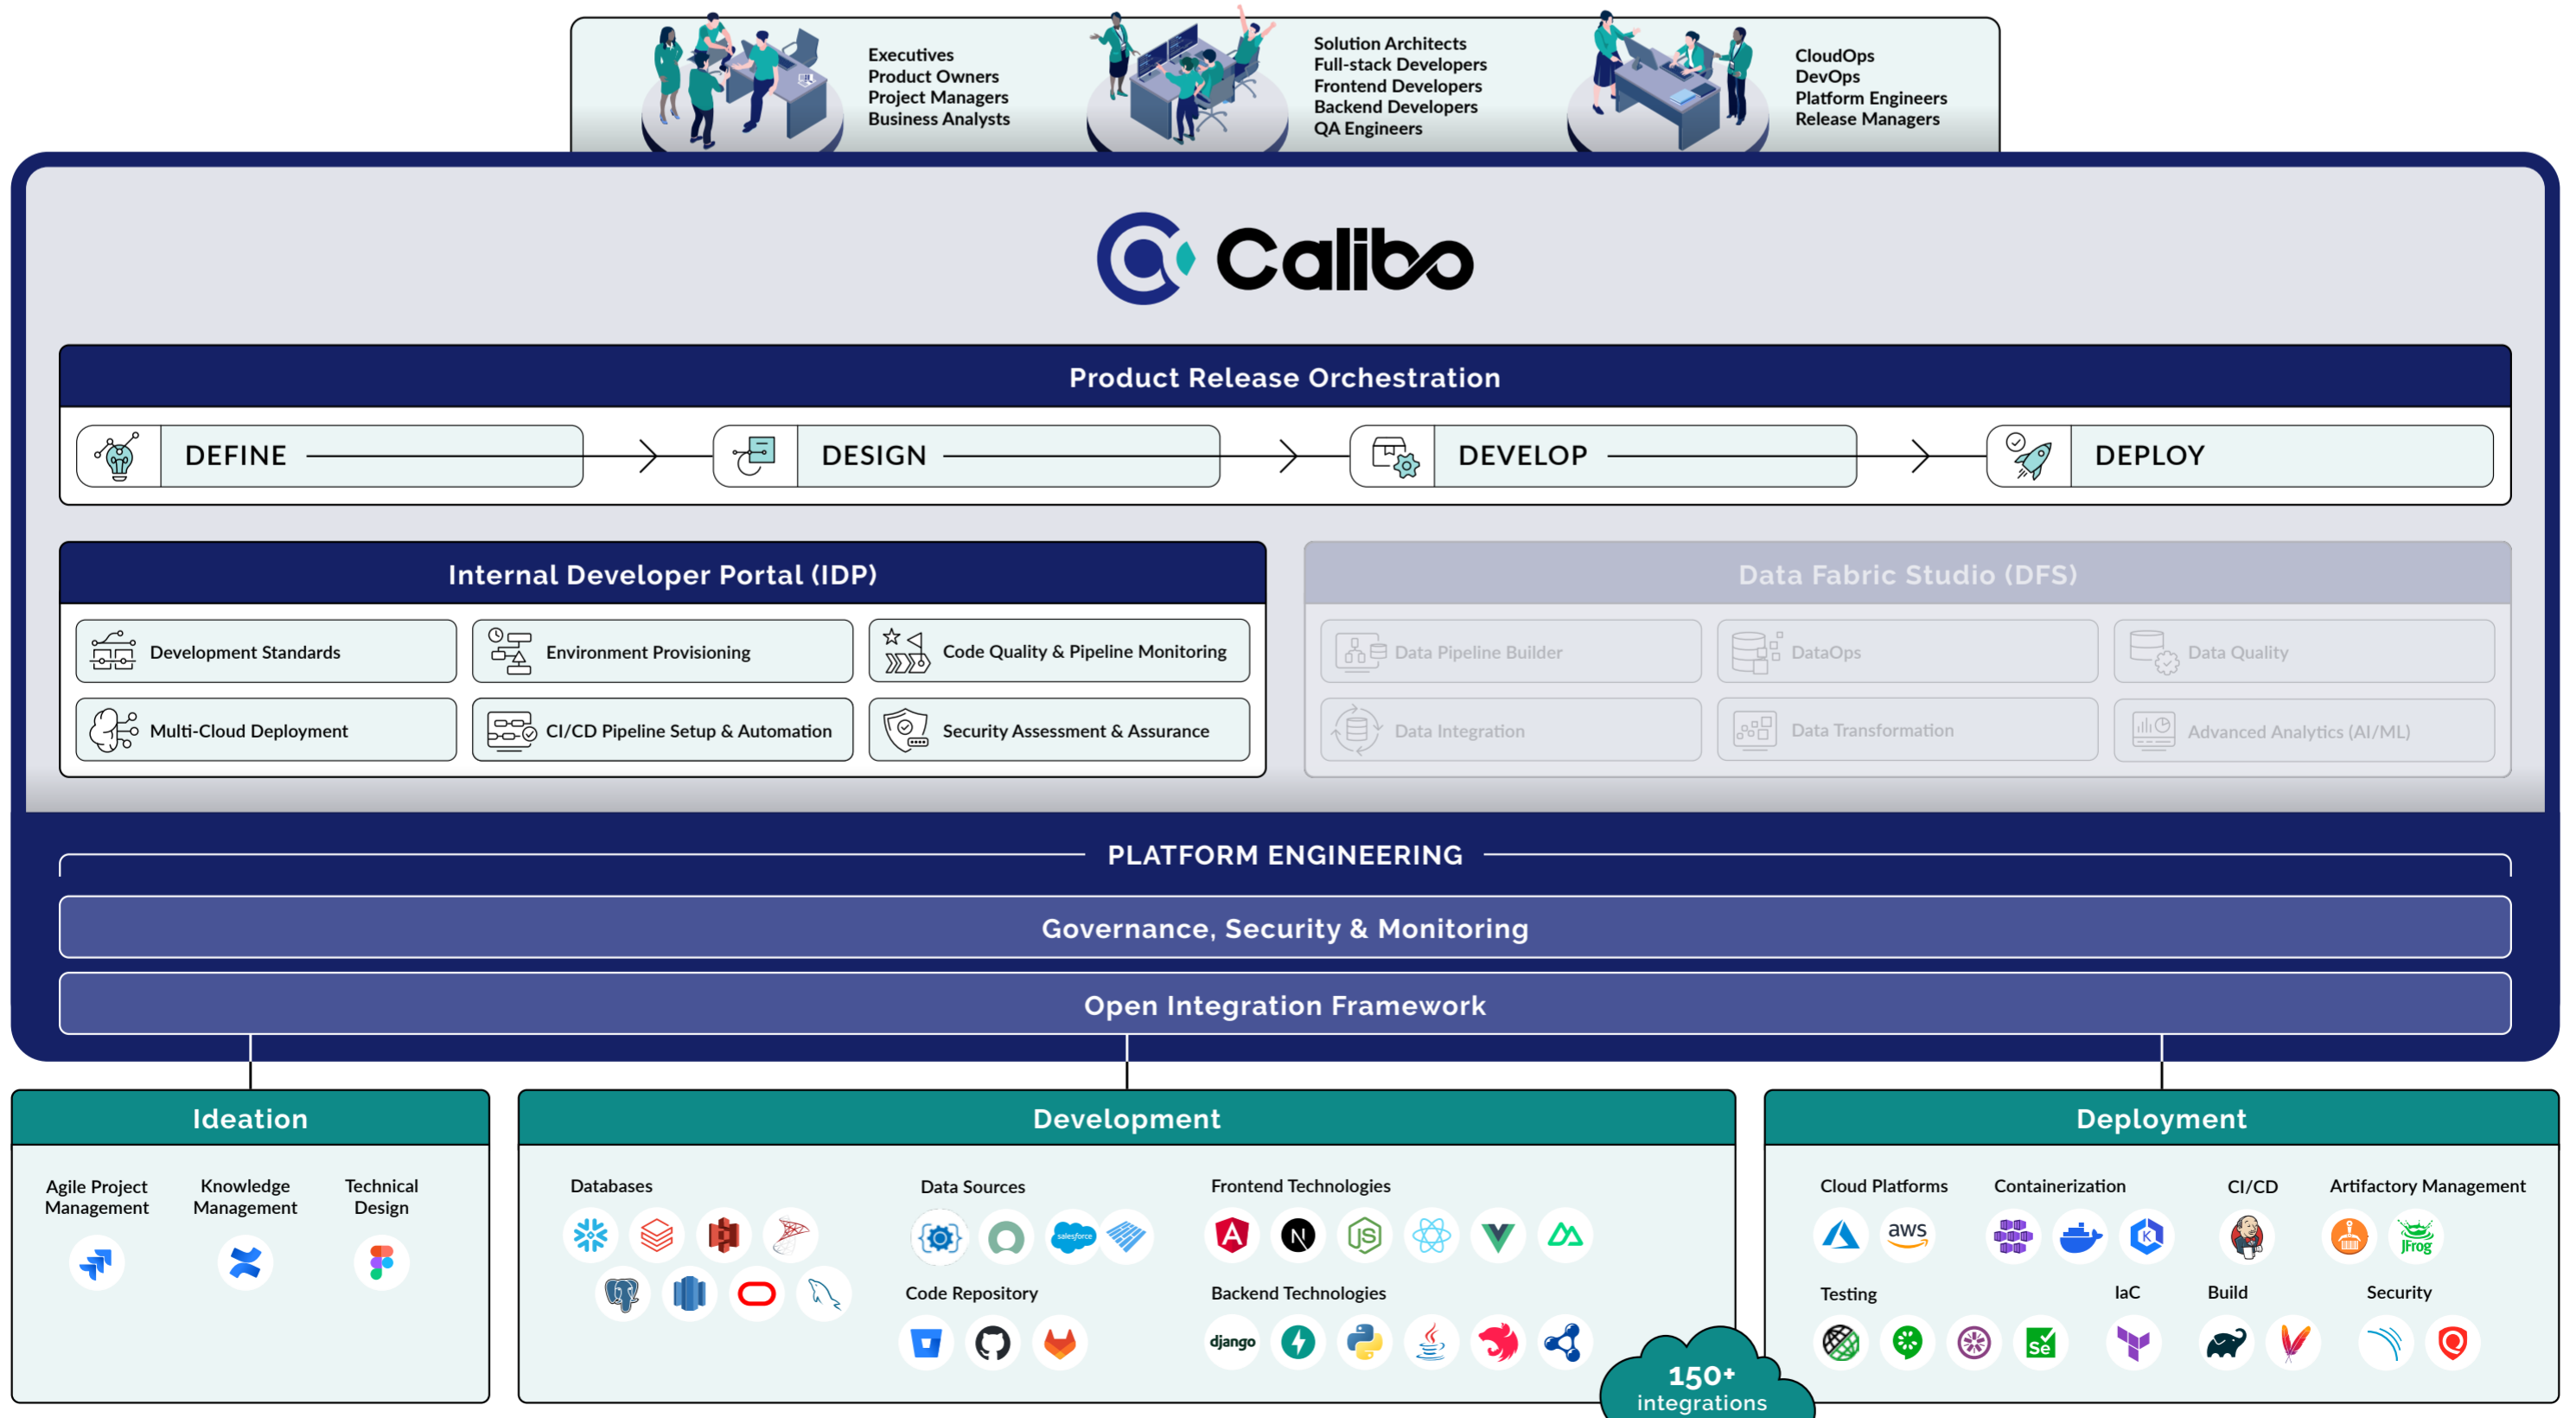 Executives
Product Owners
Project Managers
Business Analysts
Solution Architects
Full-stack Developers
Frontend Developers
Backend Developers
QA Engineers
CloudOps
DevOps
Platform Engineers
Release Managers
Calibo
Product Release Orchestration
DEFINE
DESIGN
DEVELOP
DEPLOY
Internal Developer Portal (IDP)
Development Standards
Environment Provisioning
Code Quality & Pipeline Monitoring
Multi-Cloud Deployment
CI/CD Pipeline Setup & Automation
Security Assessment & Assurance
Data Fabric Studio (DFS)
Data Pipeline Builder
DataOps
Data Quality
Data Integration
Data Transformation
Advanced Analytics (AI/ML)
PLATFORM ENGINEERING
Governance, Security & Monitoring
Open Integration Framework
Ideation
Agile Project
Management
Knowledge
Management
Technical
Design
Development
Databases
Data Sources
salesforce
Frontend Technologies
A
N
JS
Code Repository
Backend Technologies
django
150+
integrations
Deployment
Cloud Platforms
aws
Containerization
K
CI/CD
Artifactory Management
JFrog
Testing
Se
IaC
Build
Security